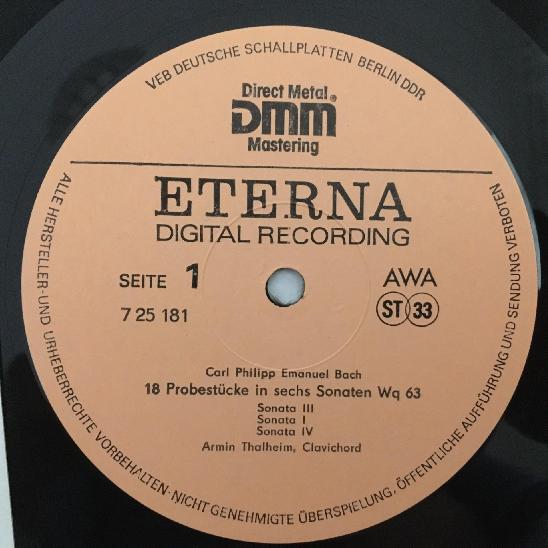 VEB DEUTSCHE SCHALLPLATTEN BERLIN DDR
Direct Metal®
DMM
Mastering
ETERNA
DIGITAL RECORDING
SEITE 1
AWA
7 25 181
ST 33
Carl Philipp Emanuel Bach
18 Probestücke in sechs Sonaten Wq 63
Sonata III
Sonata I
Sonata IV
Armin Thalheim, Clavichord
ALLE HERSTELLER-UND URHEBERRECHTE VORBEHALTEN·NICHT GENEHMIGTE ÜBERSPIELUNG, ÖFFENTLICHE AUFFÜHRUNG UND SENDUNG VERBOTEN